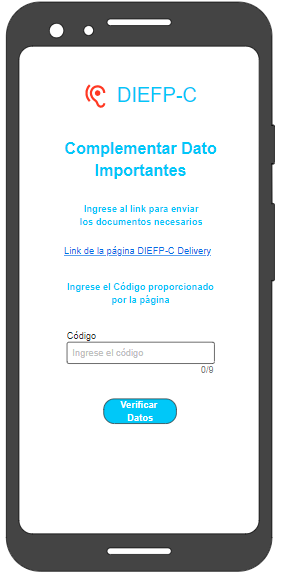 DIEFP-C
Complementar Dato
Importantes
Ingrese al link para enviar
los documentos necesarios
Link de la página DIEFP-C Delivery
Ingrese el Código proporcionado
por la página
Código
Ingrese el código
0/9
Verificar
Datos